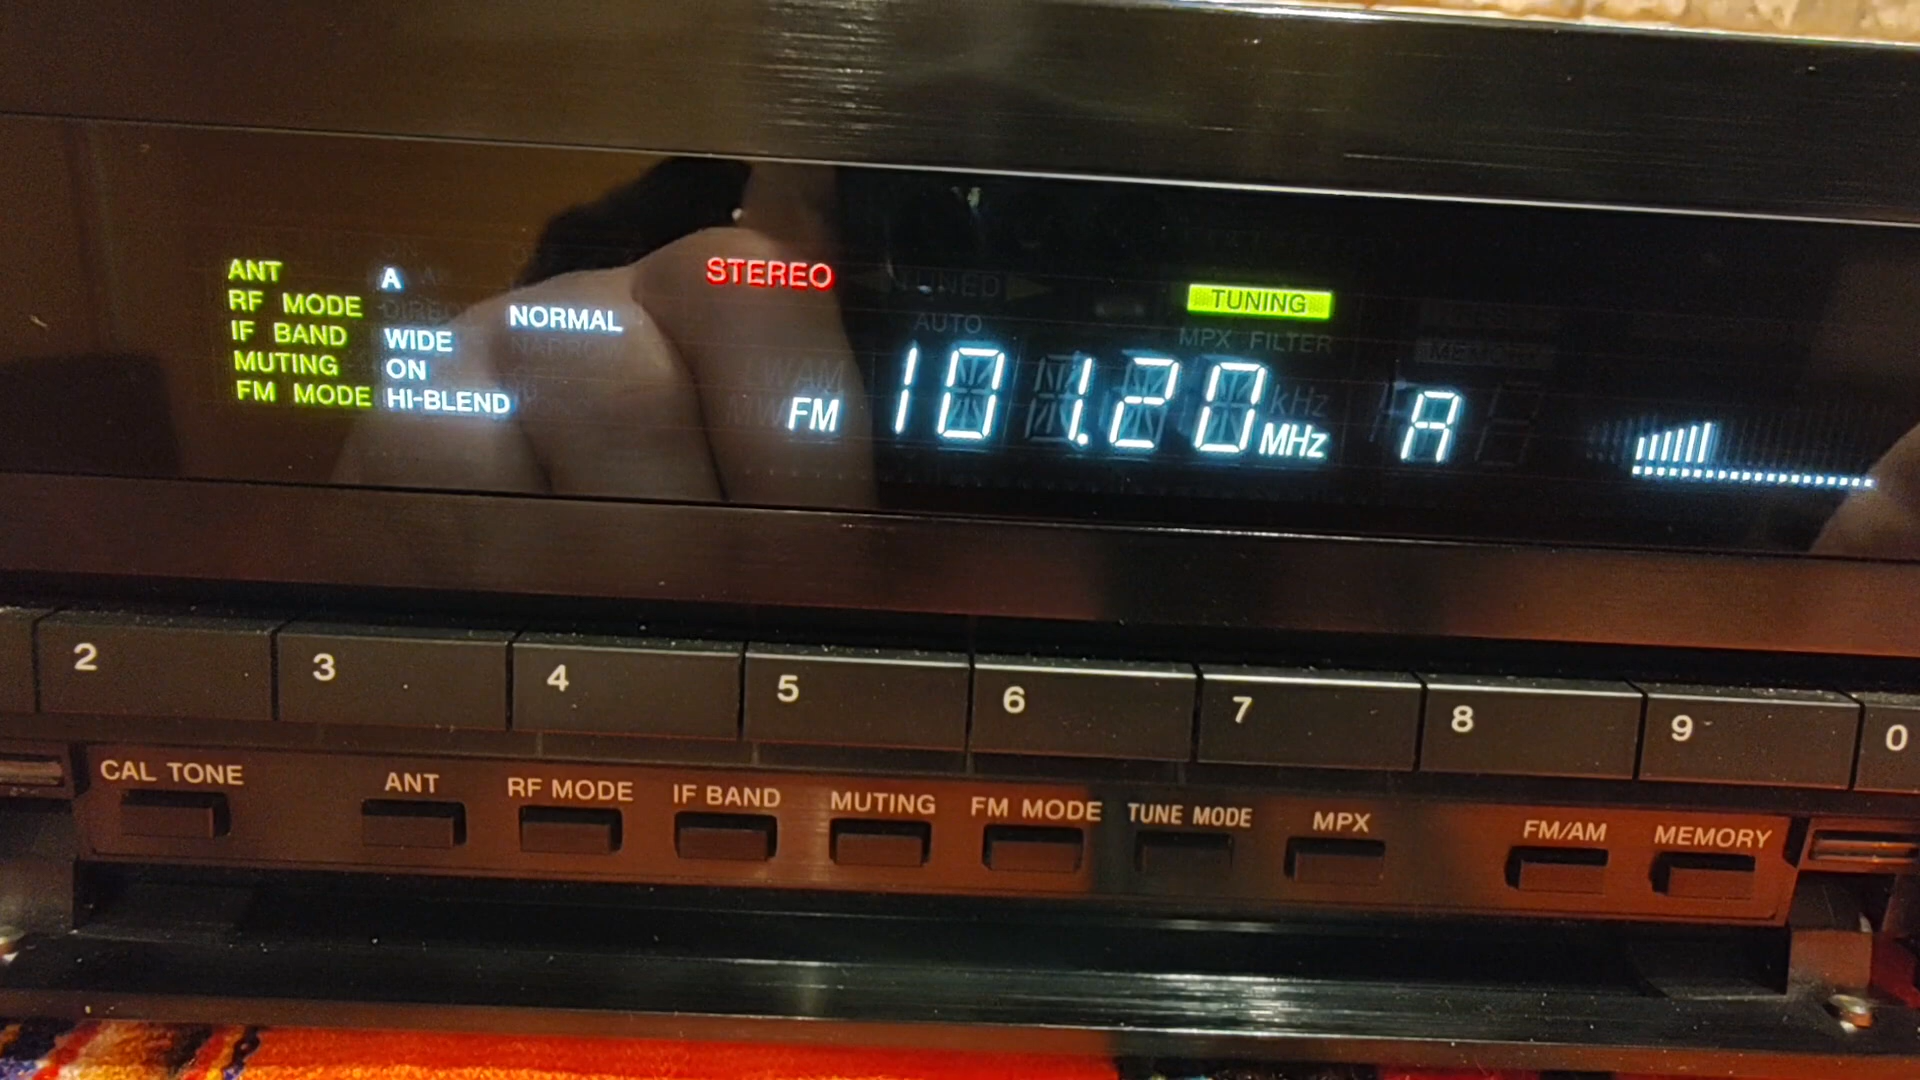 ANT A
RF MODE NORMAL
IF BAND WIDE
MUTING ON
FM MODE HI-BLEND
STEREO
TUNED
TUNING
AUTO
MPX FILTER
FM 101.20 MHz A
kHz
2 3 4 5 6 7 8 9 0
CAL TONE ANT RF MODE IF BAND MUTING FM MODE TUNE MODE MPX FM/AM MEMORY